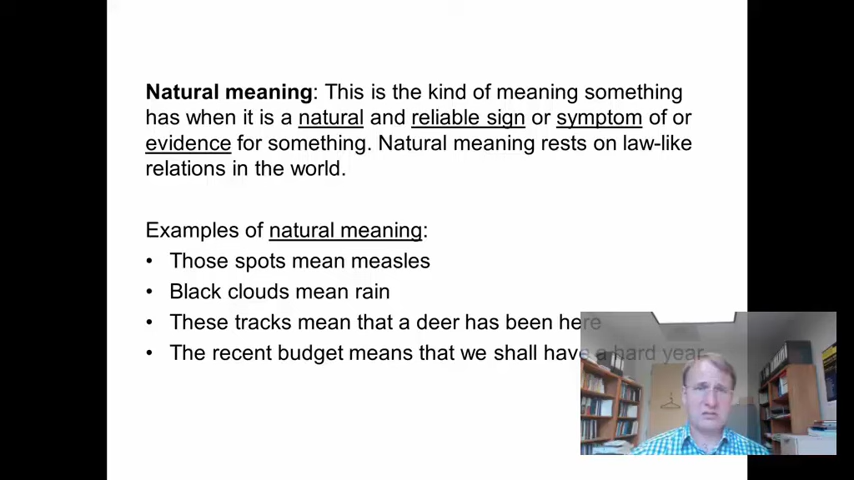 Natural meaning: This is the kind of meaning something
has when it is a natural and reliable sign or symptom of or
evidence for something. Natural meaning rests on law-like
relations in the world.
Examples of natural meaning:
• Those spots mean measles
• Black clouds mean rain
• These tracks mean that a deer has been here
• The recent budget means that we shall have a hard year